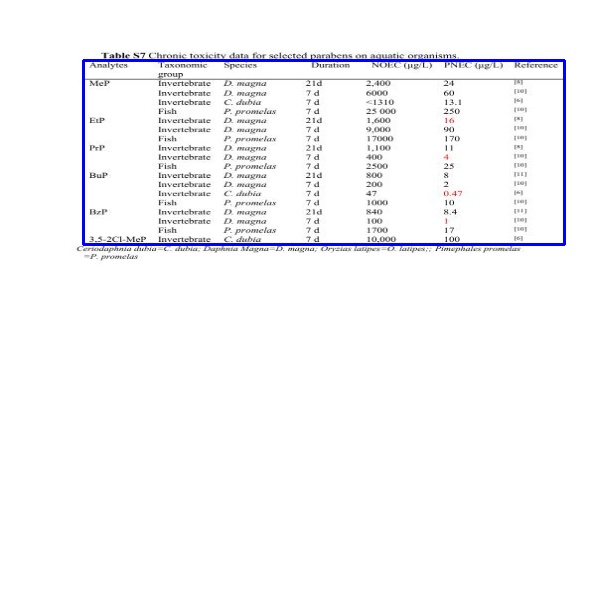 Table S7 Chronic toxicity data for selected parabens on aquatic organisms.
Analytes Taxonomic group Species Duration NOEC (µg/L) PNEC (µg/L) Reference
MeP Invertebrate D. magna 21d 2,400 24 [8]
Invertebrate D. magna 7 d 6000 60 [10]
Invertebrate C. dubia 7 d <1310 13.1 [6]
Fish P. promelas 7 d 25 000 250 [10]
EtP Invertebrate D. magna 21d 1,600 16 [8]
Invertebrate D. magna 7 d 9,000 90 [10]
Fish P. promelas 7 d 17000 170 [10]
PrP Invertebrate D. magna 21d 1,100 11
Invertebrate D. magna 7 d 400 4 [10]
Fish P. promelas 7 d 2500 25 [10]
BuP Invertebrate D. magna 21d 800 8 [11]
Invertebrate D. magna 7 d 200 2 [10]
Invertebrate C. dubia 7 d 47 0.47 [6]
Fish P. promelas 7 d 1000 10 [10]
BzP Invertebrate D. magna 21d 840 8.4 [11]
Invertebrate D. magna 7 d 100 1 [10]
Fish P. promelas 7 d 1700 17 [10]
3,5-2Cl-MeP Invertebrate C. dubia 7 d 10,000 100 [6]
Ceriodaphnia dubia=C. dubia; Daphnia Magna=D. magna; Oryzias latipes=O. latipes;; Pimephales promelas
=P. promelas